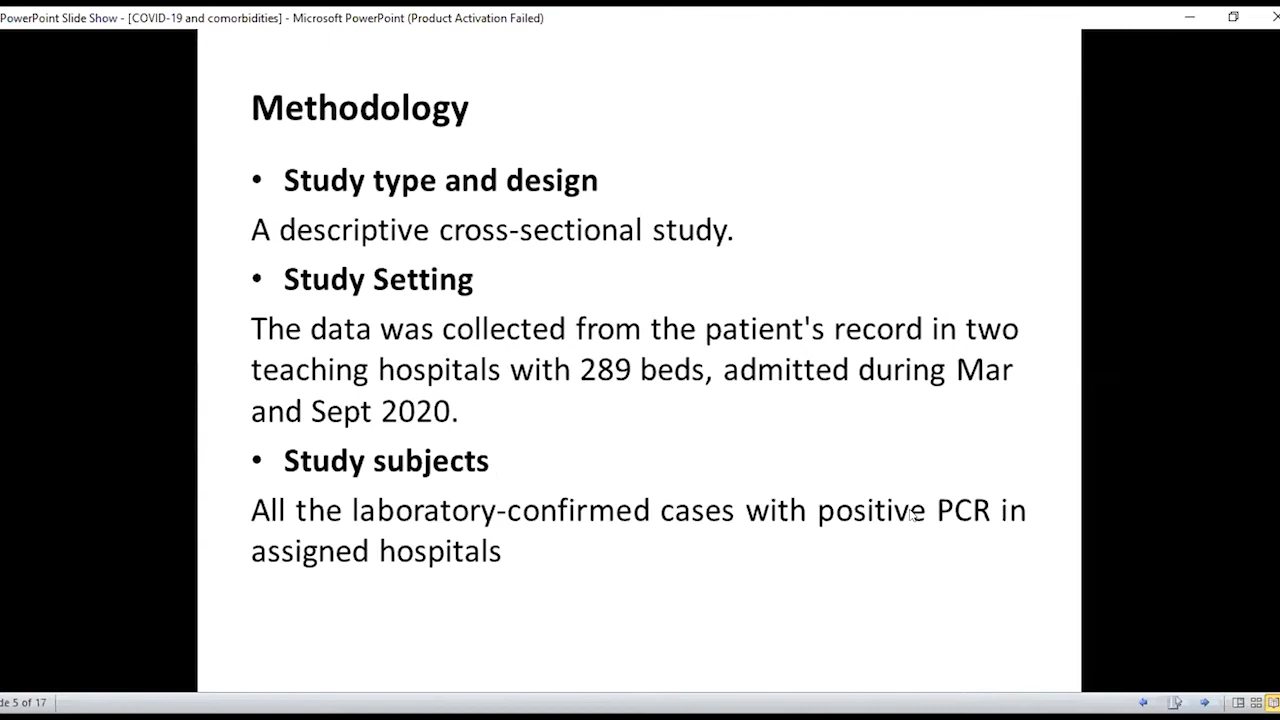 PowerPoint Slide Show - [COVID-19 and comorbidities] - Microsoft PowerPoint (Product Activation Failed)
Methodology
• Study type and design
A descriptive cross-sectional study.
• Study Setting
The data was collected from the patient's record in two
teaching hospitals with 289 beds, admitted during Mar
and Sept 2020.
• Study subjects
All the laboratory-confirmed cases with positive PCR in
assigned hospitals
de 5 of 17